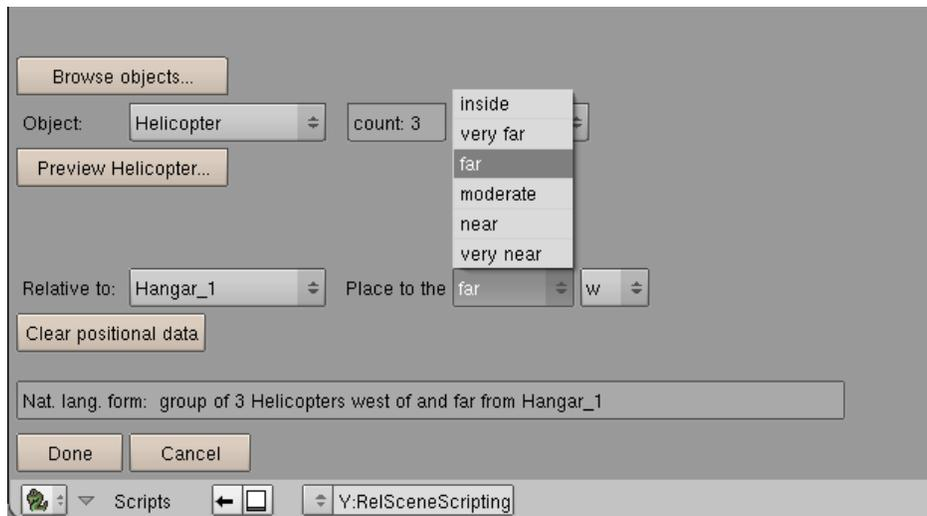 Browse objects...
inside
Object: Helicopter count: 3
very far
Preview Helicopter... far
moderate
near
very near
Relative to: Hangar_1 Place to the far w
Clear positional data
Nat. lang. form: group of 3 Helicopters west of and far from Hangar_1
Done Cancel
Scripts Y:RelSceneScripting